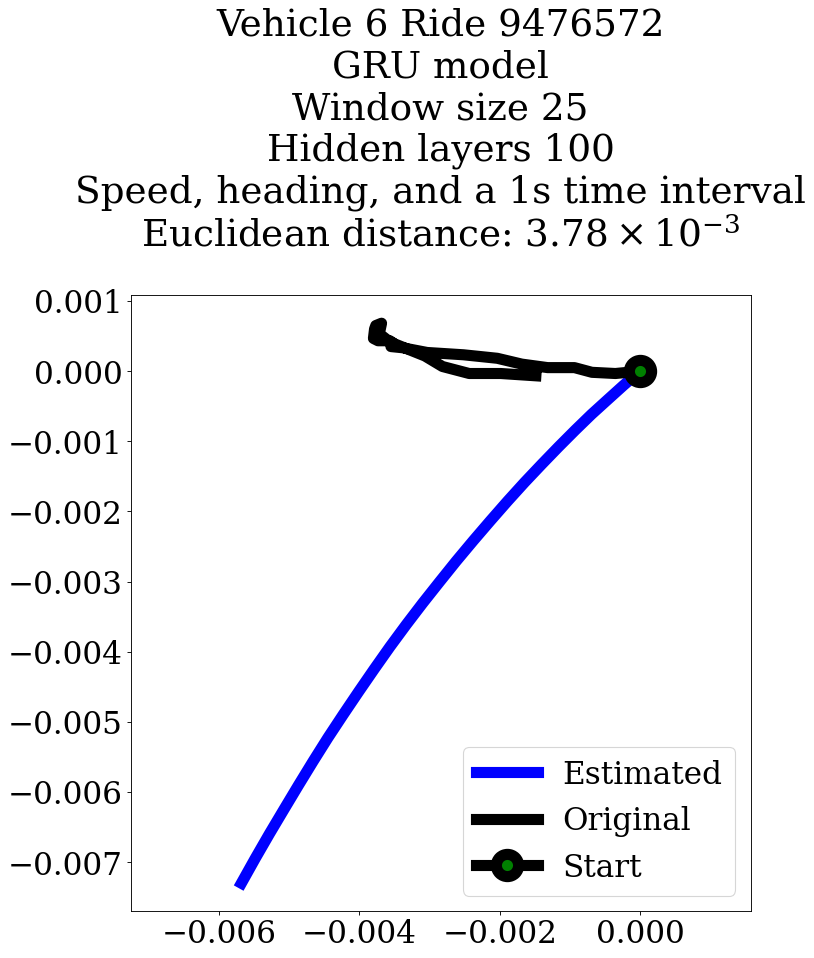 Vehicle 6 Ride 9476572
GRU model
Window size 25
Hidden layers 100
Speed, heading, and a 1s time interval
Euclidean distance: 3.78 × 10⁻³
0.001
0.000
−0.001
−0.002
−0.003
−0.004
−0.005
−0.006
−0.007
Estimated
Original
Start
−0.006 −0.004 −0.002 0.000